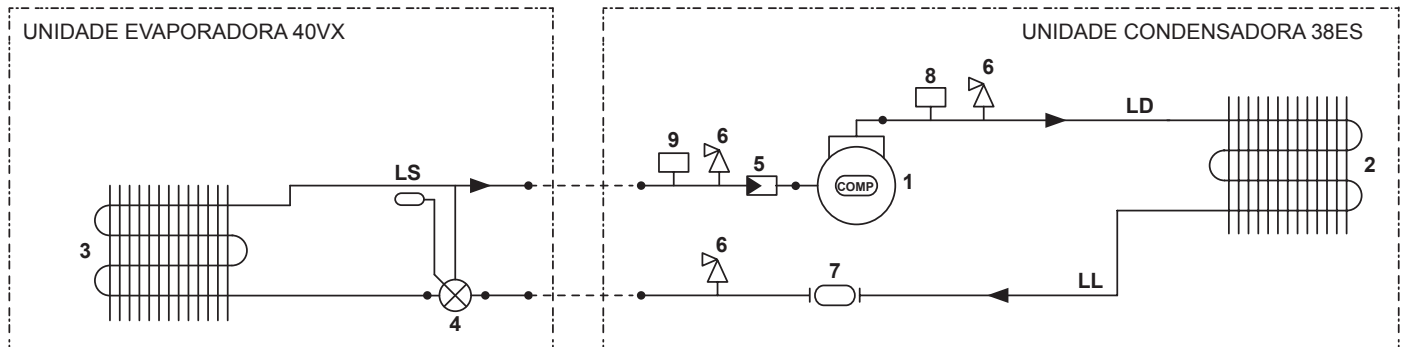 UNIDADE EVAPORADORA 40VX
UNIDADE CONDENSADORA 38ES
8
6
LD
9
6
5
LS
COMP
1
2
3
6
7
LL
4